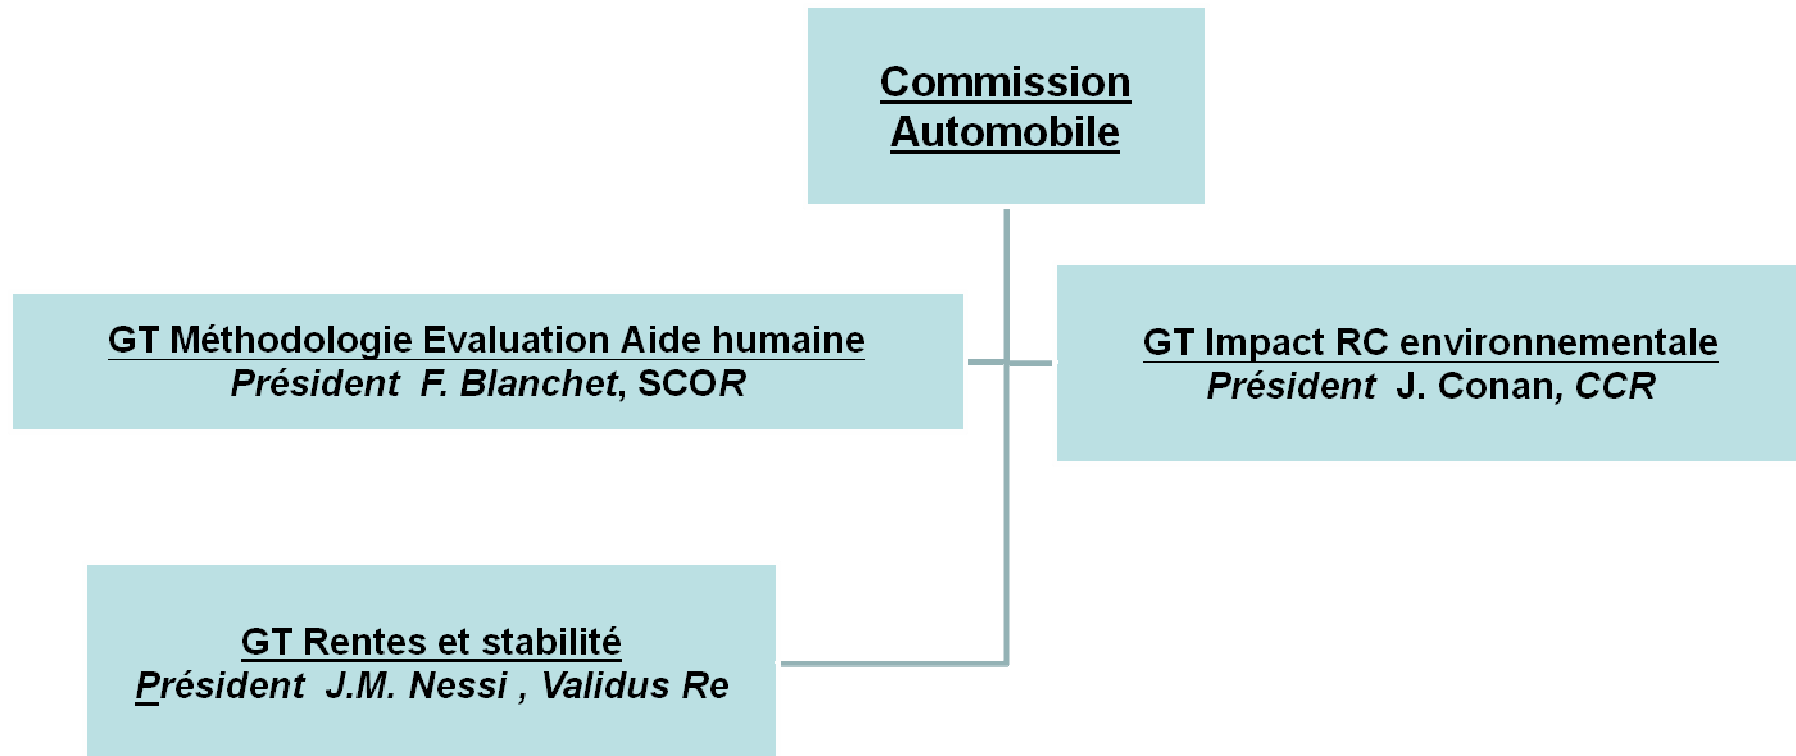 Commission
Automobile
GT Méthodologie Evaluation Aide humaine
Président F. Blanchet, SCOR
GT Impact RC environnementale
Président J. Conan, CCR
GT Rentes et stabilité
Président J.M. Nessi , Validus Re